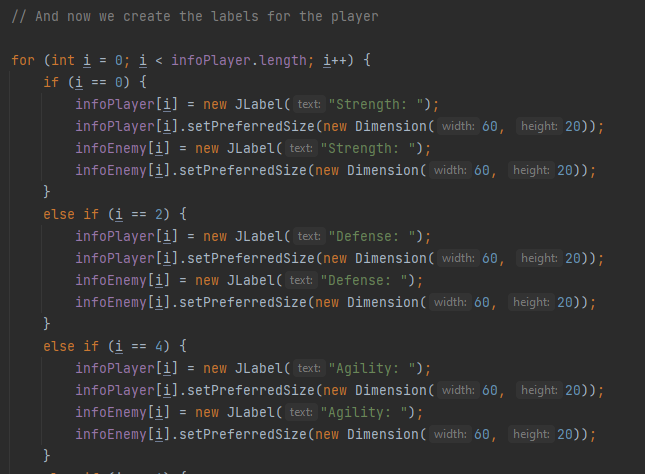 // And now we create the labels for the player
for (int i = 0; i < infoPlayer.length; i++) {
if (i == 0) {
infoPlayer[i] = new JLabel( text: "Strength: ");
infoPlayer[i].setPreferredSize(new Dimension( width: 60, height: 20));
infoEnemy[i] = new JLabel( text: "Strength: ");
infoEnemy[i].setPreferredSize(new Dimension( width: 60, height: 20));
}
else if (i == 2) {
infoPlayer[i] = new JLabel( text: "Defense: ");
infoPlayer[i].setPreferredSize(new Dimension( width: 60, height: 20));
infoEnemy[i] = new JLabel( text: "Defense: ");
infoEnemy[i].setPreferredSize(new Dimension( width: 60, height: 20));
}
else if (i == 4) {
infoPlayer[i] = new JLabel( text: "Agility: ");
infoPlayer[i].setPreferredSize(new Dimension( width: 60, height: 20));
infoEnemy[i] = new JLabel( text: "Agility: ");
infoEnemy[i].setPreferredSize(new Dimension( width: 60, height: 20));
}